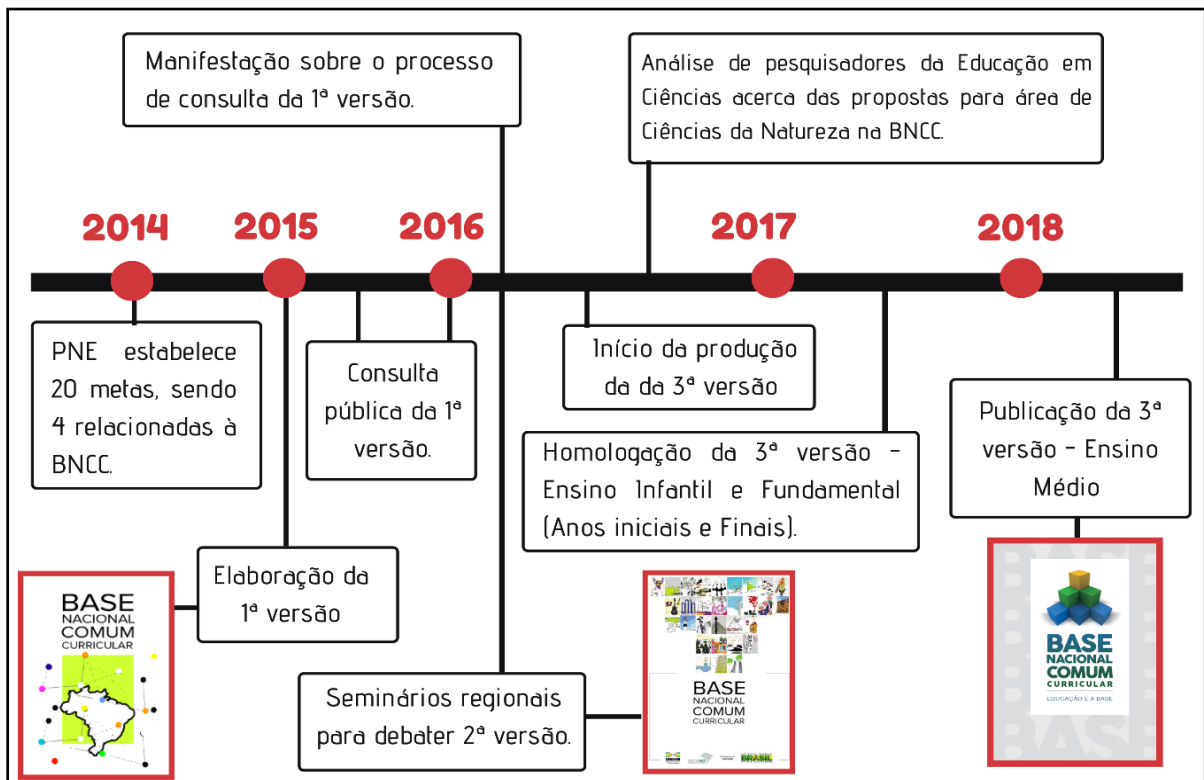 Manifestação sobre o processo
de consulta da 1ª versão.
Análise de pesquisadores da Educação em
Ciências acerca das propostas para área de
Ciências da Natureza na BNCC.
2014
2015
2016
2017
2018
PNE estabelece
20 metas, sendo
4 relacionadas à
BNCC.
Consulta
pública da 1ª
versão.
Início da produção
da da 3ª versão
Publicação da 3ª
versão - Ensino
Médio
Homologação da 3ª versão -
Ensino Infantil e Fundamental
(Anos iniciais e Finais).
Elaboração da
1ª versão
BASE
NACIONAL
COMUM
CURRICULAR
Seminários regionais
para debater 2ª versão.
BASE
NACIONAL
COMUM
CURRICULAR
BRASIL
BASE
BASE
NACIONAL
COMUM
CURRICULAR
EDUCAÇÃO É A BASE
BASE